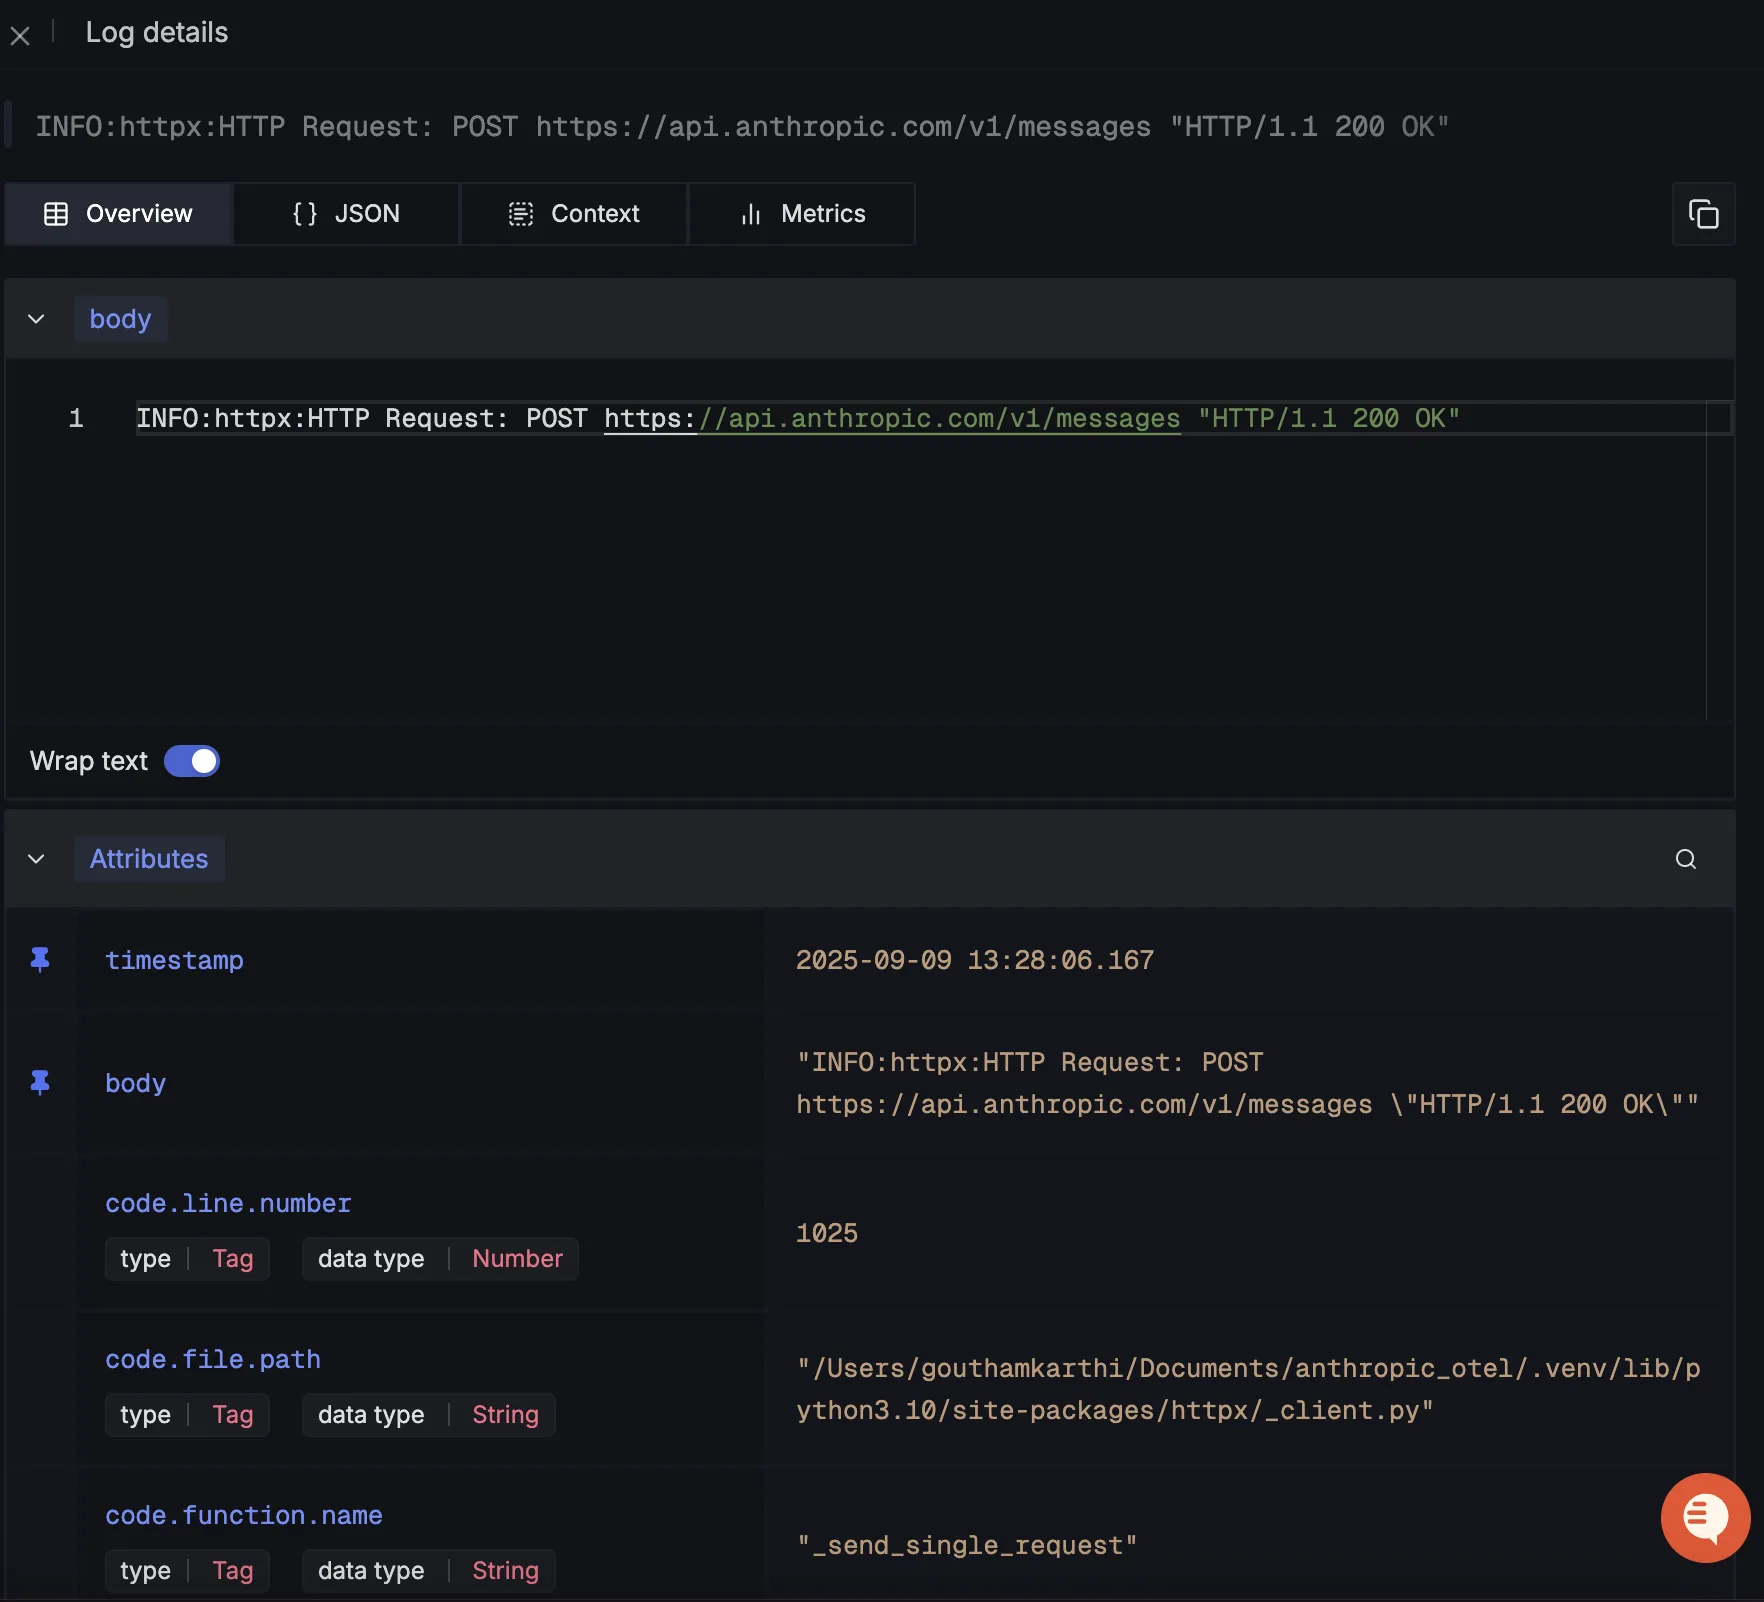 Log details
INFO:httpx:HTTP Request: POST https://api.anthropic.com/v1/messages "HTTP/1.1 200 OK"
Overview
{ } JSON
Context
Metrics
body
1 INFO:httpx:HTTP Request: POST https://api.anthropic.com/v1/messages "HTTP/1.1 200 OK"
Wrap text
Attributes
timestamp
2025-09-09 13:28:06.167
body
"INFO:httpx:HTTP Request: POST
https://api.anthropic.com/v1/messages \"HTTP/1.1 200 OK\""
code.line.number
type | Tag data type | Number
1025
code.file.path
type | Tag data type | String
"/Users/gouthamkarthi/Documents/anthropic_otel/.venv/lib/p
ython3.10/site-packages/httpx/_client.py"
code.function.name
type | Tag data type | String
"_send_single_request"